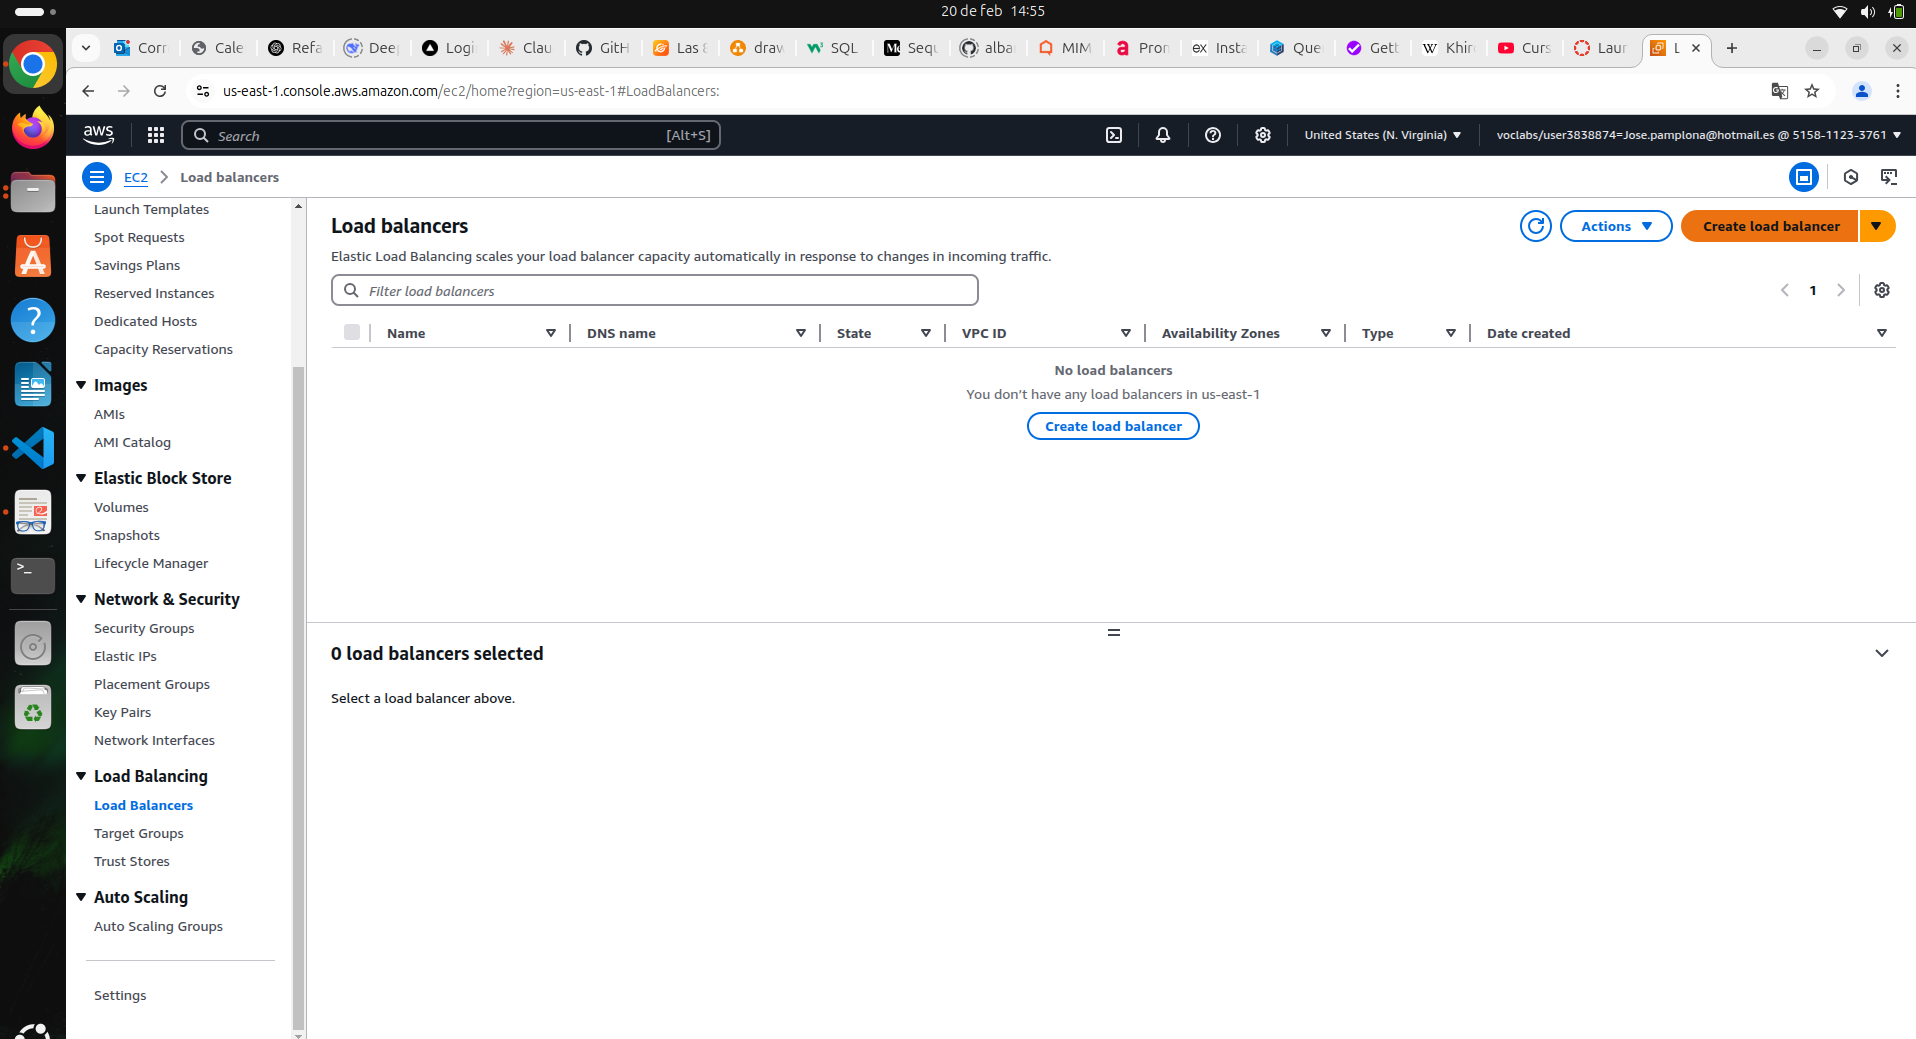 20 de feb 14:55
Corr
Cale
Refa
Deep
Logi
Clau
GitH
Las 8
draw
SQL
Sequ
alba
MIM
Pron
Insta
Que
Gett
Khir
Curs
Laur
L
us-east-1.console.aws.amazon.com/ec2/home?region=us-east-1#LoadBalancers:
aws
Search [Alt+S]
United States (N. Virginia)
voclabs/user3838874=Jose.pamplona@hotmail.es @ 5158-1123-3761
EC2 Load balancers
Launch Templates
Spot Requests
Savings Plans
Reserved Instances
Dedicated Hosts
Capacity Reservations
Images
AMIs
AMI Catalog
Elastic Block Store
Volumes
Snapshots
Lifecycle Manager
Network & Security
Security Groups
Elastic IPs
Placement Groups
Key Pairs
Network Interfaces
Load Balancing
Load Balancers
Target Groups
Trust Stores
Auto Scaling
Auto Scaling Groups
Settings
Load balancers
Actions
Create load balancer
Elastic Load Balancing scales your load balancer capacity automatically in response to changes in incoming traffic.
Filter load balancers
1
Name DNS name State VPC ID Availability Zones Type Date created
No load balancers
You don't have any load balancers in us-east-1
Create load balancer
0 load balancers selected
Select a load balancer above.